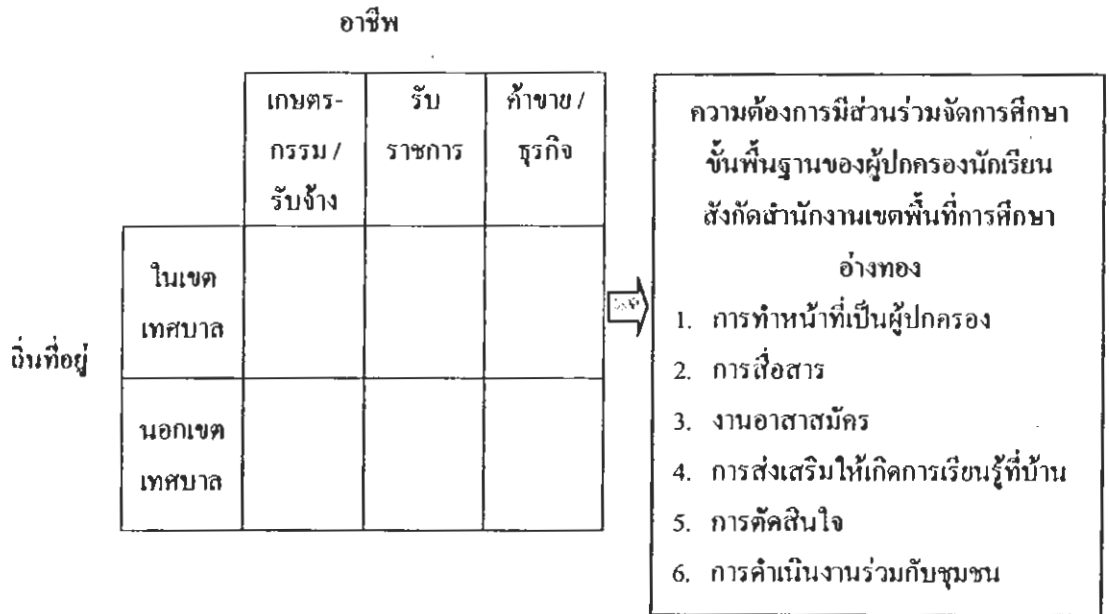 อาชีพ
เกษตร-
กรรม /
รับจ้าง
รับ
ราชการ
ค้าขาย /
ธุรกิจ
ถิ่นที่อยู่
ในเขต
เทศบาล
นอกเขต
เทศบาล
ความต้องการมีส่วนร่วมจัดการศึกษา
ขั้นพื้นฐานของผู้ปกครองนักเรียน
สังกัดสำนักงานเขตพื้นที่การศึกษา
อ่างทอง
1. การทำหน้าที่เป็นผู้ปกครอง
2. การสื่อสาร
3. งานอาสาสมัคร
4. การส่งเสริมให้เกิดการเรียนรู้ที่บ้าน
5. การตัดสินใจ
6. การดำเนินงานร่วมกับชุมชน